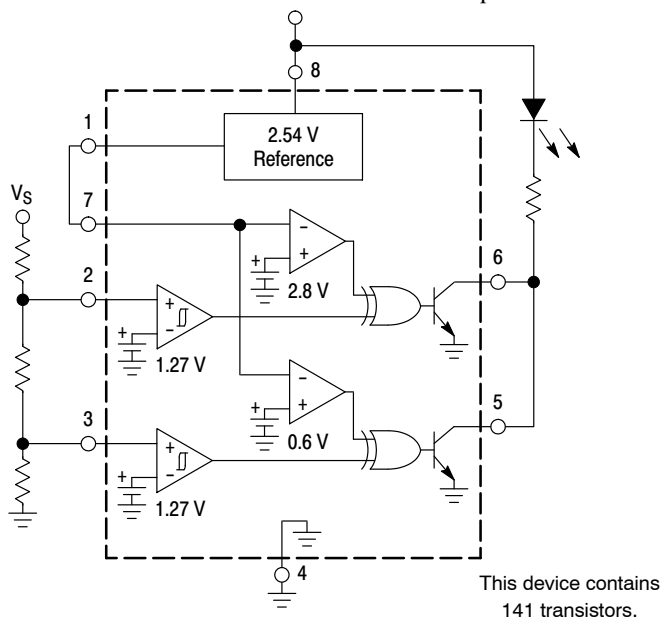 8
1
2.54 V
Reference
VS
7
-
+
+
2.8 V
6
2
+
-
+
1.27 V
-
+
+
0.6 V
5
3
+
-
+
1.27 V
4
This device contains
141 transistors.